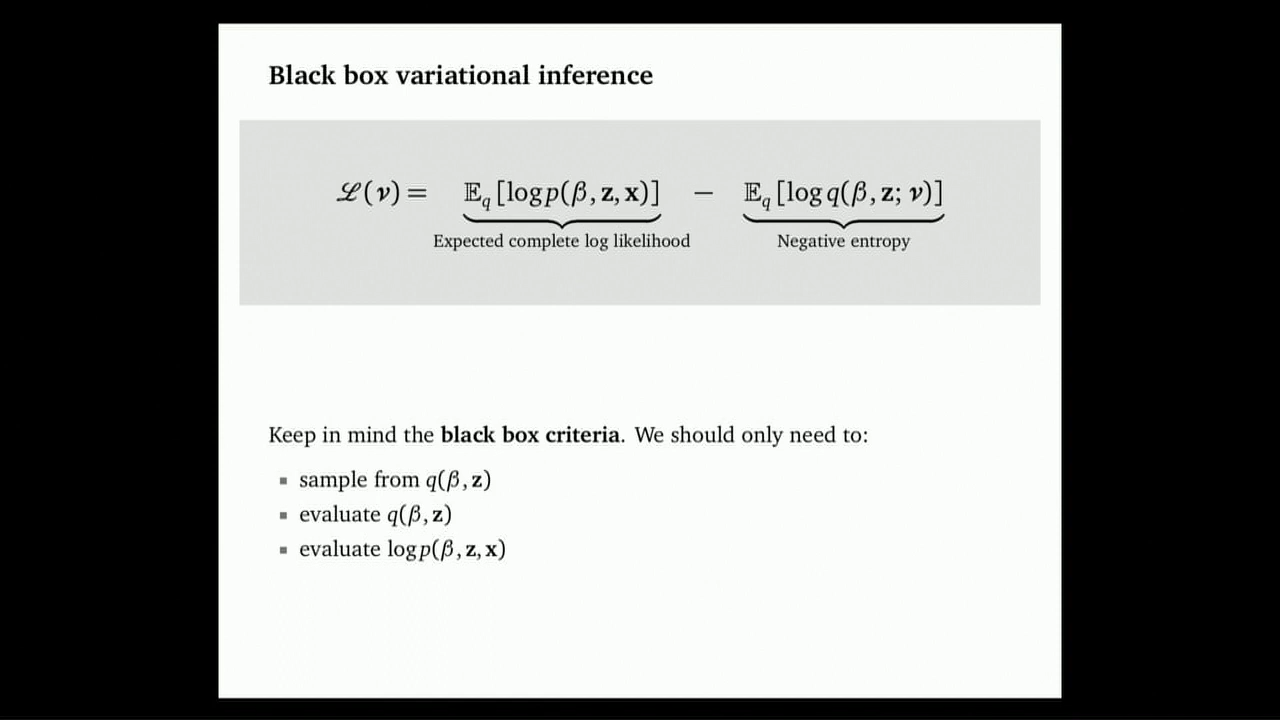 Black box variational inference
ℒ(ν) = 𝔼_q [log p(β, z, x)] − 𝔼_q [log q(β, z; ν)]
Expected complete log likelihood Negative entropy
Keep in mind the black box criteria. We should only need to:
▪ sample from q(β, z)
▪ evaluate q(β, z)
▪ evaluate log p(β, z, x)